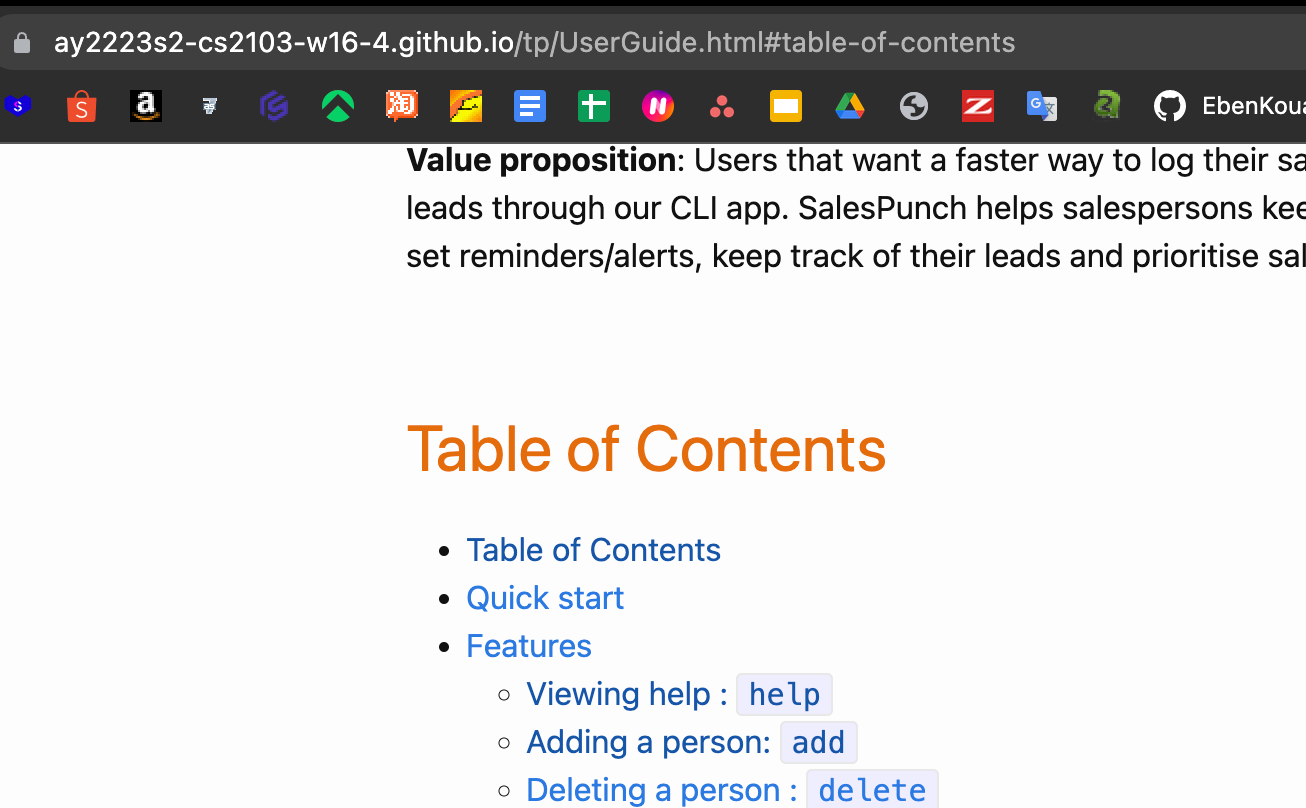 ay2223s2-cs2103-w16-4.github.io/tp/UserGuide.html#table-of-contents
EbenKoua
Value proposition: Users that want a faster way to log their sa
leads through our CLI app. SalesPunch helps salespersons kee
set reminders/alerts, keep track of their leads and prioritise sal
Table of Contents
Table of Contents
Quick start
Features
Viewing help : help
Adding a person: add
Deleting a person : delete